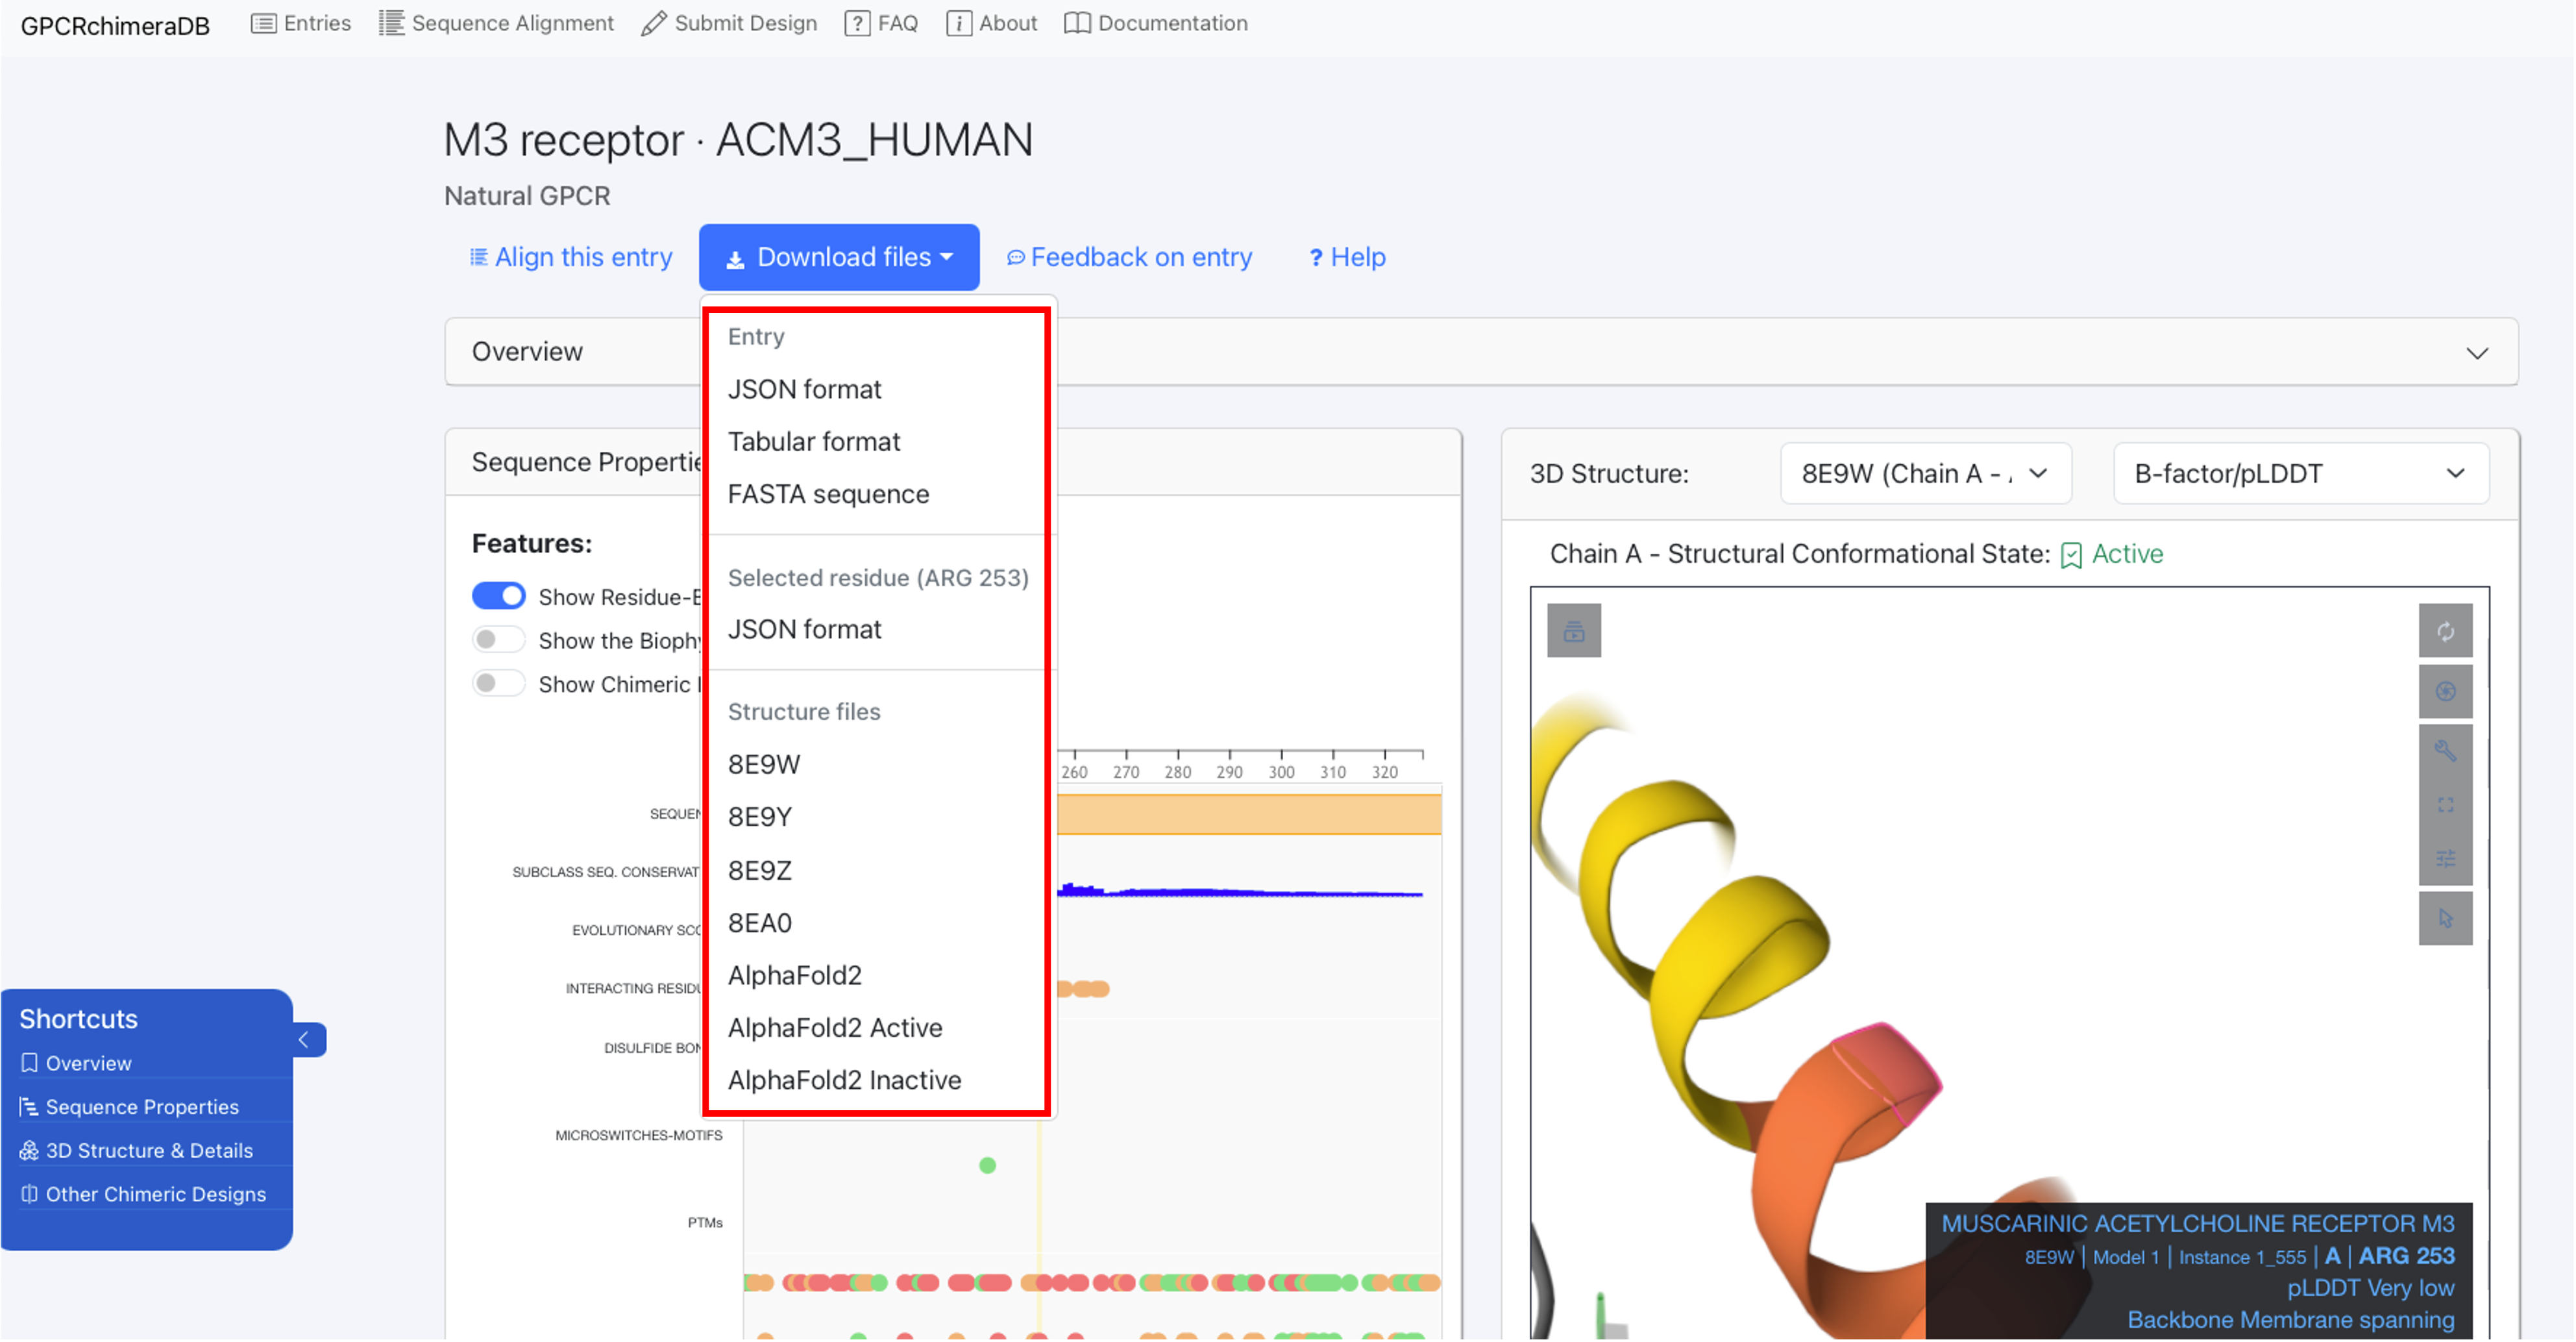 GPCRchimeraDB Entries Sequence Alignment Submit Design ? FAQ i About Documentation
M3 receptor · ACM3_HUMAN
Natural GPCR
Align this entry Download files Feedback on entry ? Help
Overview
Entry
JSON format
Tabular format
FASTA sequence
Selected residue (ARG 253)
JSON format
Structure files
8E9W
8E9Y
8E9Z
8EA0
AlphaFold2
AlphaFold2 Active
AlphaFold2 Inactive
Sequence Propertie
Features:
Show Residue-E
Show the Biophy
Show Chimeric
260 270 280 290 300 310 320
SEQUEN
SUBCLASS SEQ. CONSERVAT
EVOLUTIONARY SCO
INTERACTING RESIDU
DISULFIDE BON
MICROSWITCHES-MOTIFS
PTMs
3D Structure: 8E9W (Chain A - B-factor/pLDDT
Chain A - Structural Conformational State: Active
MUSCARINIC ACETYLCHOLINE RECEPTOR M3
8E9W | Model 1 | Instance 1_555 | A | ARG 253
pLDDT Very low
Backbone Membrane spanning
Shortcuts
Overview
Sequence Properties
3D Structure & Details
Other Chimeric Designs